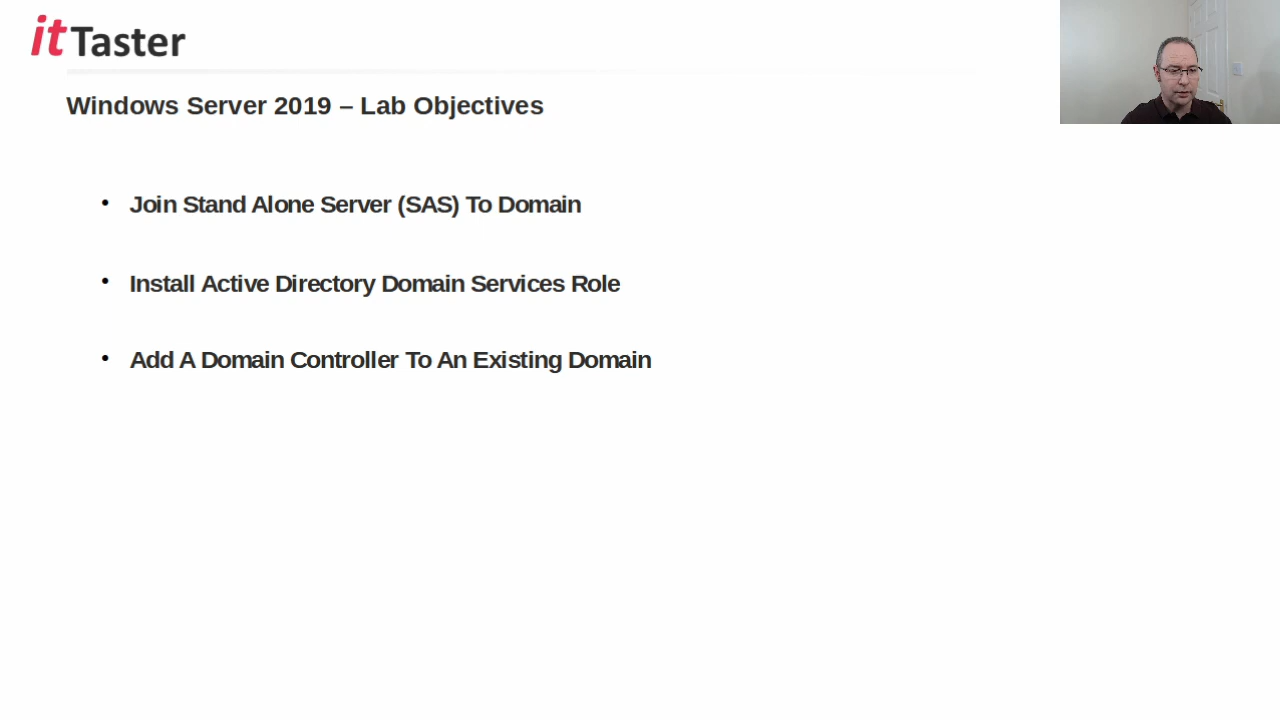 itTaster
Windows Server 2019 – Lab Objectives
• Join Stand Alone Server (SAS) To Domain
• Install Active Directory Domain Services Role
• Add A Domain Controller To An Existing Domain